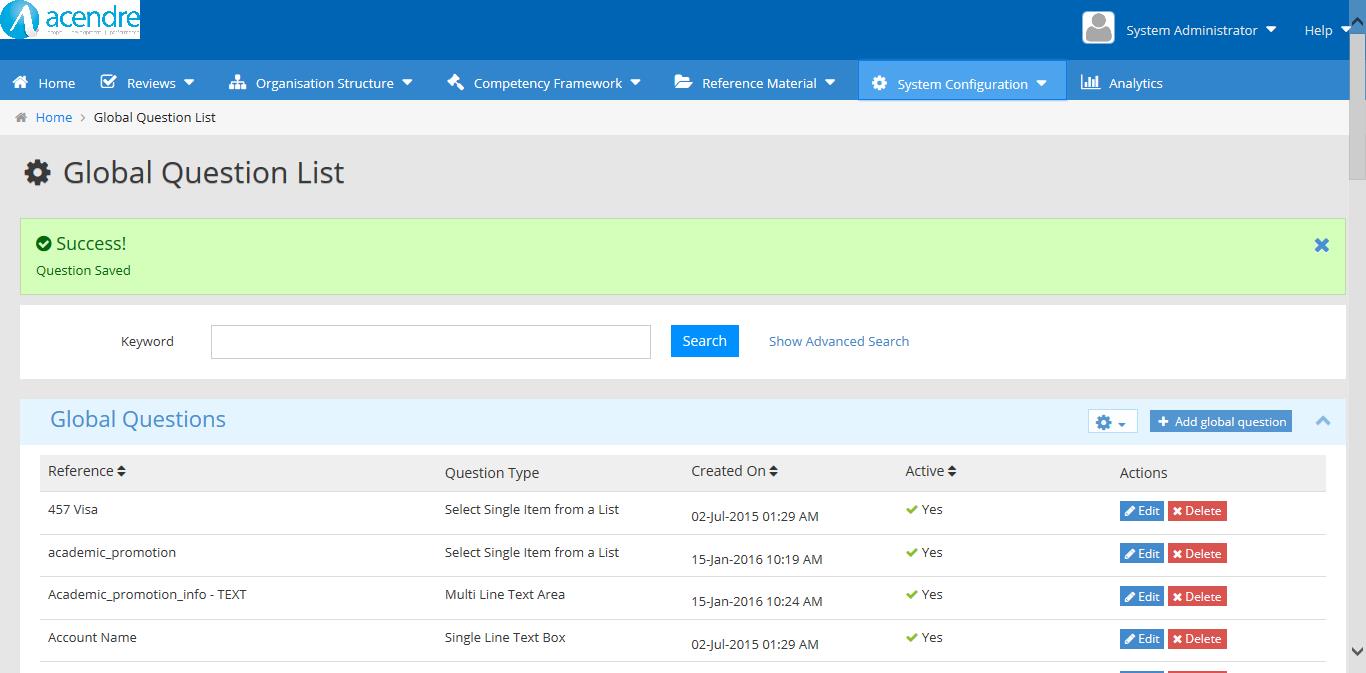 acendre
System Administrator
Help
Home
Reviews
Organisation Structure
Competency Framework
Reference Material
System Configuration
Analytics
Home > Global Question List
Global Question List
Success!
Question Saved
Keyword
Search
Show Advanced Search
Global Questions
+ Add global question
Reference
Question Type
Created On
Active
Actions
457 Visa
Select Single Item from a List
02-Jul-2015 01:29 AM
Yes
Edit
Delete
academic_promotion
Select Single Item from a List
15-Jan-2016 10:19 AM
Yes
Edit
Delete
Academic_promotion_info - TEXT
Multi Line Text Area
15-Jan-2016 10:24 AM
Yes
Edit
Delete
Account Name
Single Line Text Box
02-Jul-2015 01:29 AM
Yes
Edit
Delete